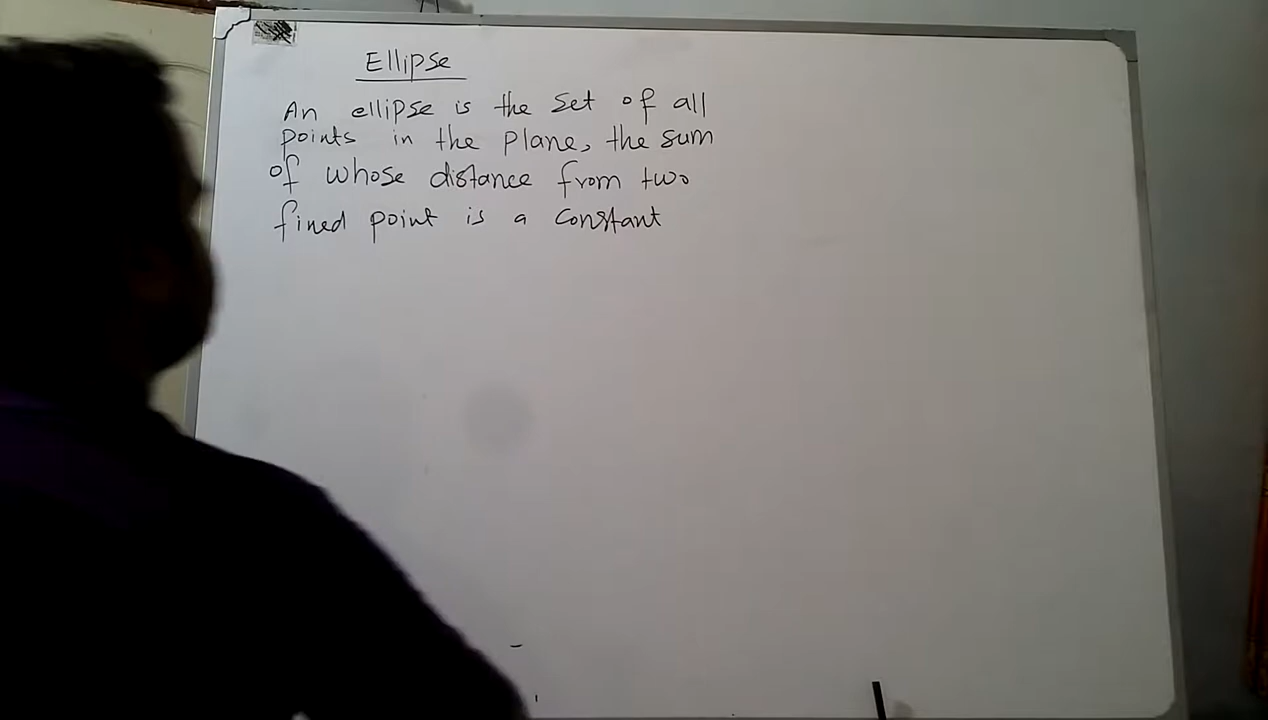 Ellipse
An ellipse is the set of all
points in the plane, the sum
of whose distance from two
fixed point is a constant